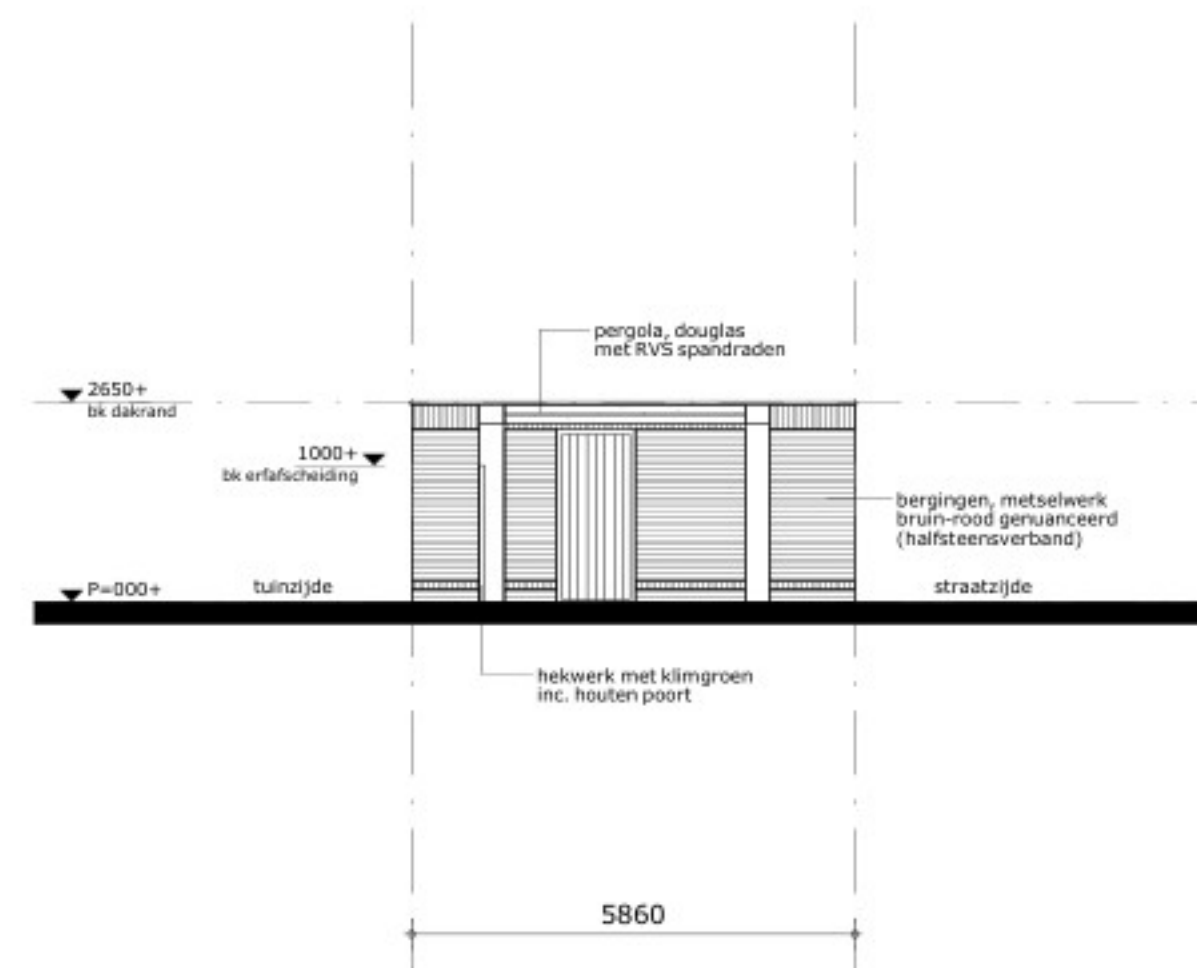 pergola, douglas
met RVS spandraden
2650+
bk dakrand
1000+
bk erfafscheiding
bergingen, metselwerk
bruin-rood genuanceerd
(halfsteensverband)
P=000+
tuinzijde
straatzijde
hekwerk met klimgroen
inc. houten poort
5860